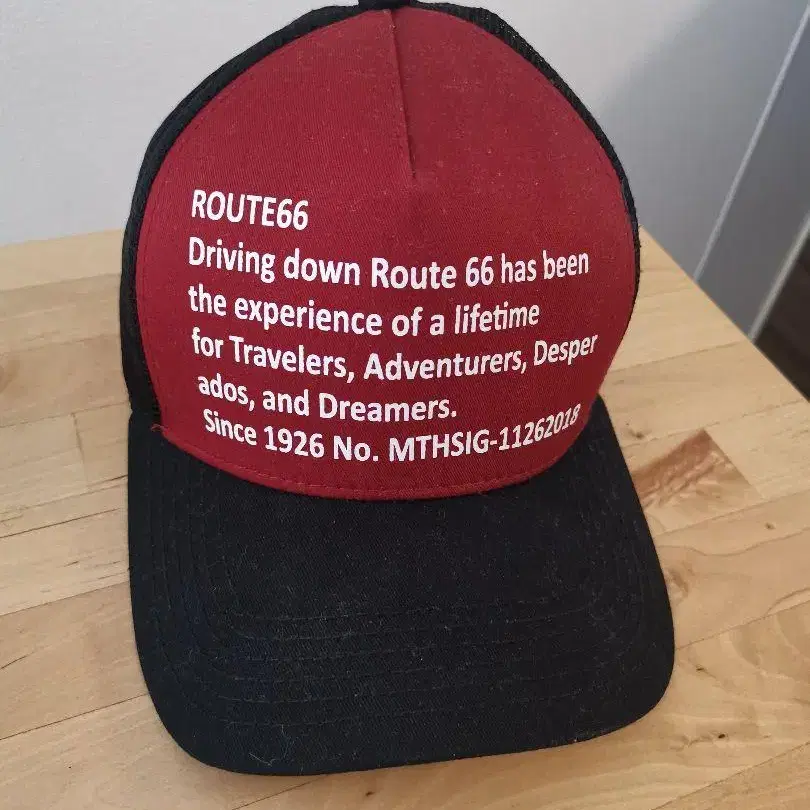 ROUTE66
Driving down Route 66 has been
the experience of a lifetime
for Travelers, Adventurers, Desper
ados, and Dreamers.
Since 1926 No. MTHSIG-11262018